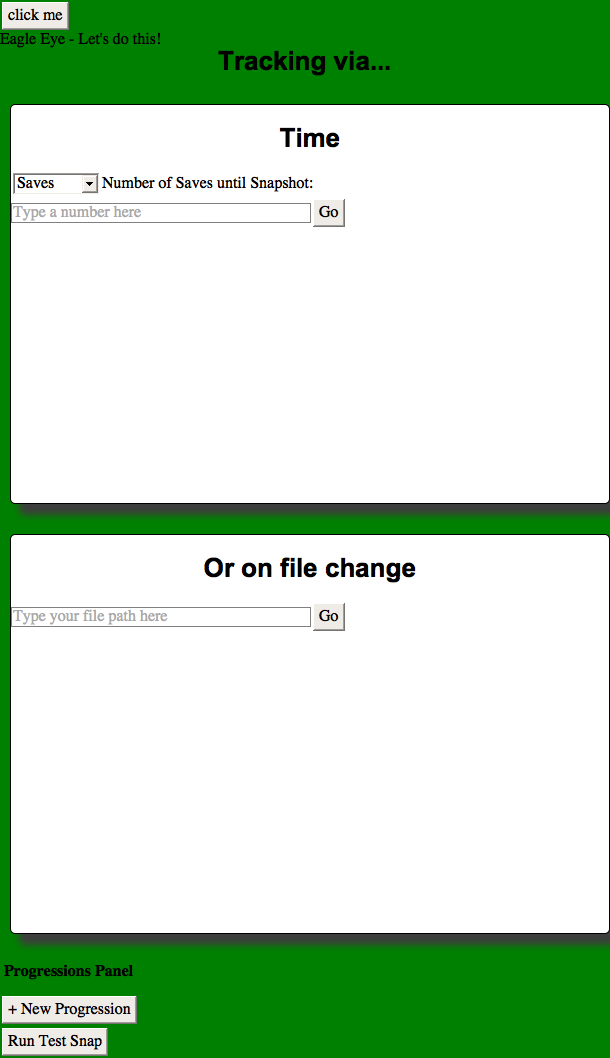 click me
Eagle Eye - Let's do this!
Tracking via...
Time
Saves Number of Saves until Snapshot:
Type a number here Go
Or on file change
Type your file path here Go
Progressions Panel
+ New Progression
Run Test Snap